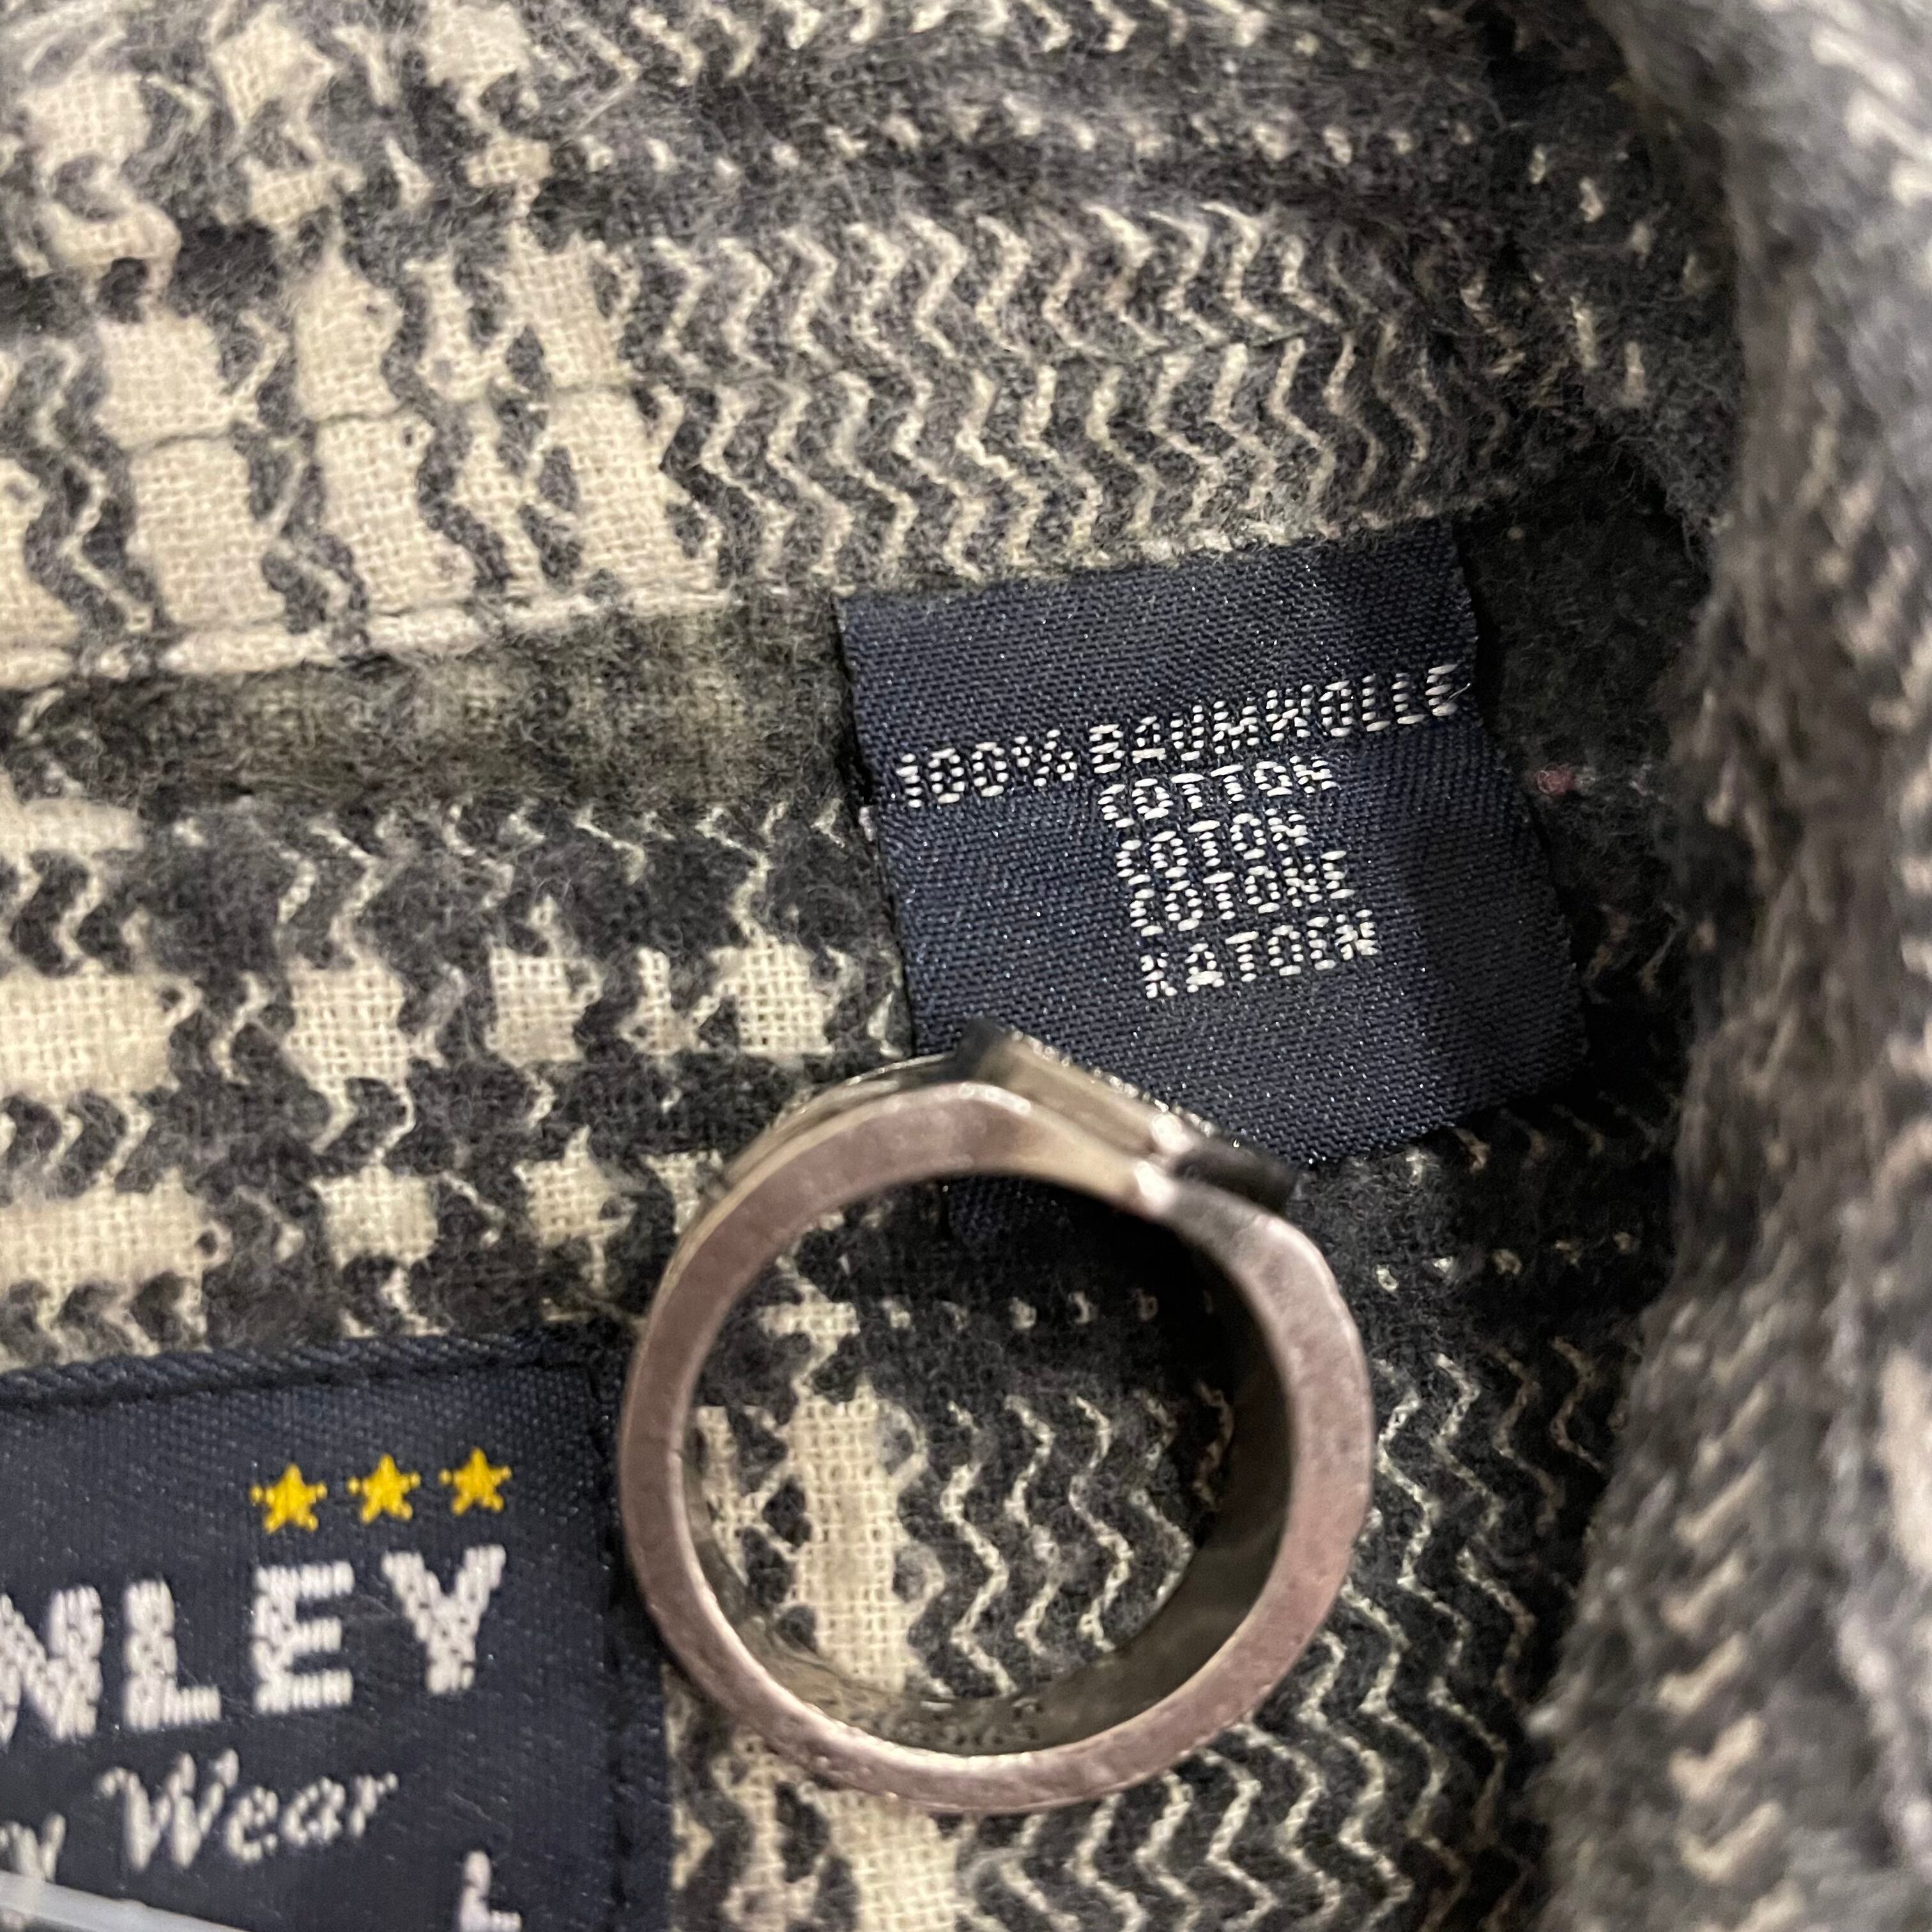 100% BAUMWOLLE
COTTON
COTON
COTONE
KATOEN
NLEY
Wear
L